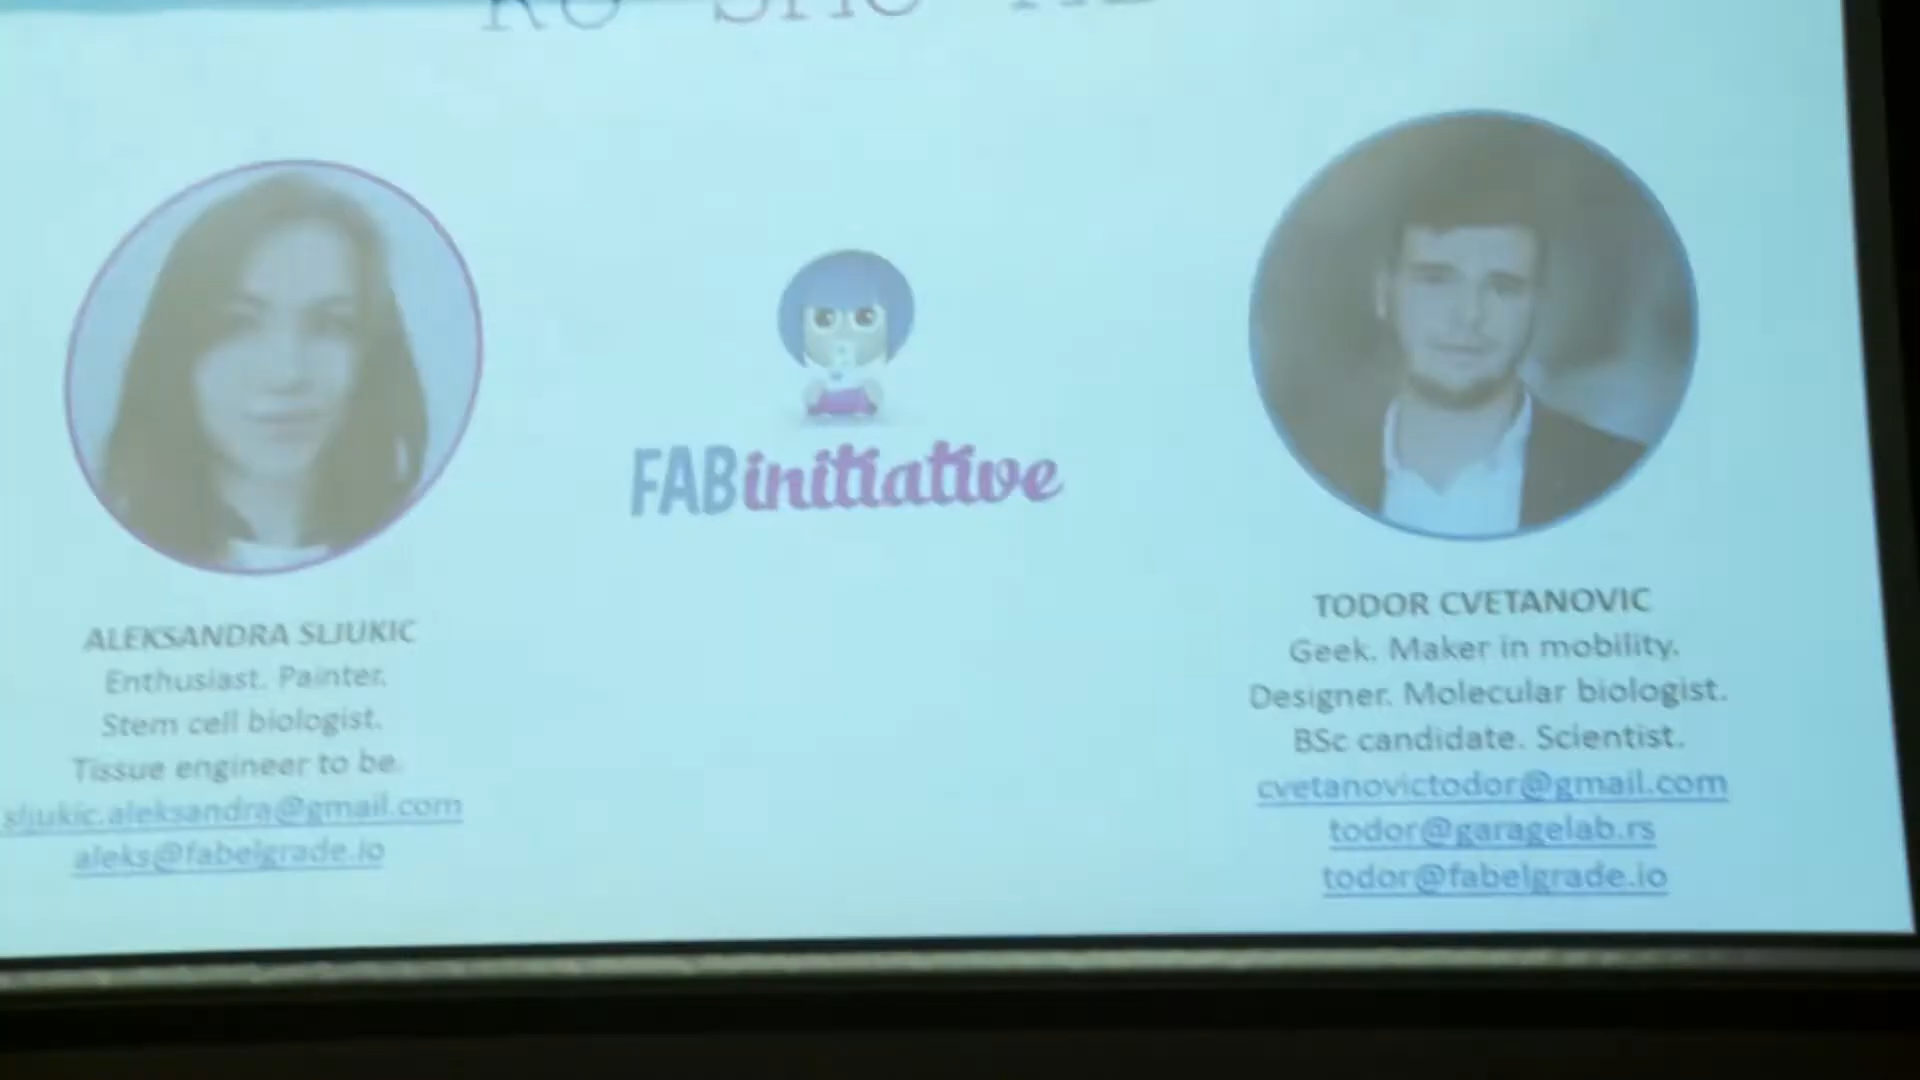 FABinitiative
ALEKSANDRA SLJUKIC
Enthusiast. Painter.
Stem cell biologist.
Tissue engineer to be.
sljukic.aleksandra@gmail.com
aleks@fabelgrade.io
TODOR CVETANOVIC
Geek. Maker in mobility.
Designer. Molecular biologist.
BSc candidate. Scientist.
cvetanovictodor@gmail.com
todor@garagelab.rs
todor@fabelgrade.io